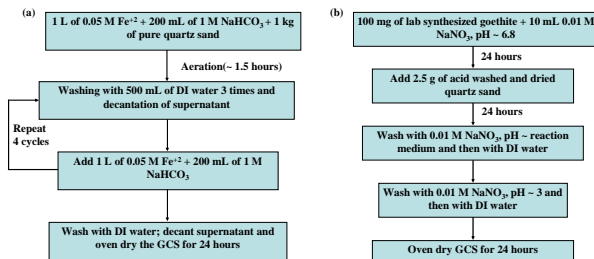 (a)
1 L of 0.05 M Fe+2 + 200 mL of 1 M NaHCO3 + 1 kg
of pure quartz sand
Aeration(~ 1.5 hours)
Washing with 500 mL of DI water 3 times and
decantation of supernatant
Repeat
4 cycles
Add 1 L of 0.05 M Fe+2 + 200 mL of 1 M
NaHCO3
Wash with DI water; decant supernatant and
oven dry the GCS for 24 hours
(b)
100 mg of lab synthesized goethite + 10 mL 0.01 M
NaNO3, pH ~ 6.8
24 hours
Add 2.5 g of acid washed and dried
quartz sand
24 hours
Wash with 0.01 M NaNO3, pH ~ reaction
medium and then with DI water
Wash with 0.01 M NaNO3, pH ~ 3 and
then with DI water
Oven dry GCS for 24 hours